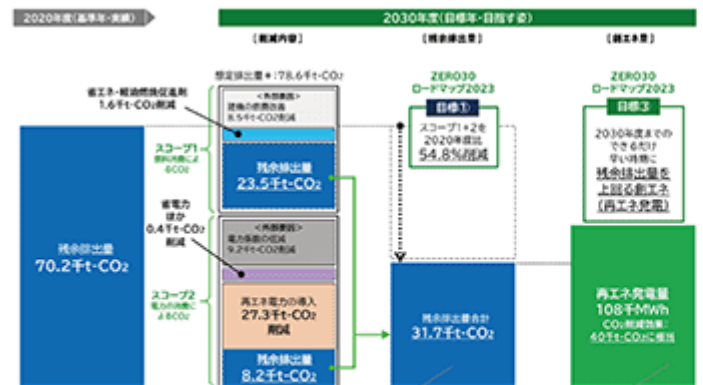 2020年度(基準年・実績)
2030年度(目標年・目指す姿)
【削減内容】
【残余排出量】
【創エネ量】
想定排出量※:78.6千t-CO₂
省エネ・軽油燃焼促進剤
1.6千t-CO₂削減
<外部要因>
建機の燃費改善
8.5千t-CO₂削減
スコープ1
燃料消費によ
るCO₂
残余排出量
23.5千t-CO₂
省電力
ほか
0.4千t-CO₂
削減
<外部要因>
電力係数の低減
9.2千t-CO₂削減
スコープ2
電力の消費に
よるCO₂
再エネ電力の導入
27.3千t-CO₂
削減
残余排出量
8.2千t-CO₂
残余排出量
70.2千t-CO₂
ZERO30
ロードマップ2023
目標①
スコープ1+2を
2020年度比
54.8%削減
残余排出量合計
31.7千t-CO₂
ZERO30
ロードマップ2023
目標③
2030年度までの
できるだけ
早い時期に
残余排出量を
上回る創エネ
(再エネ発電)
再エネ発電量
108千MWh
CO₂削減効果:
40千t-CO₂に相当